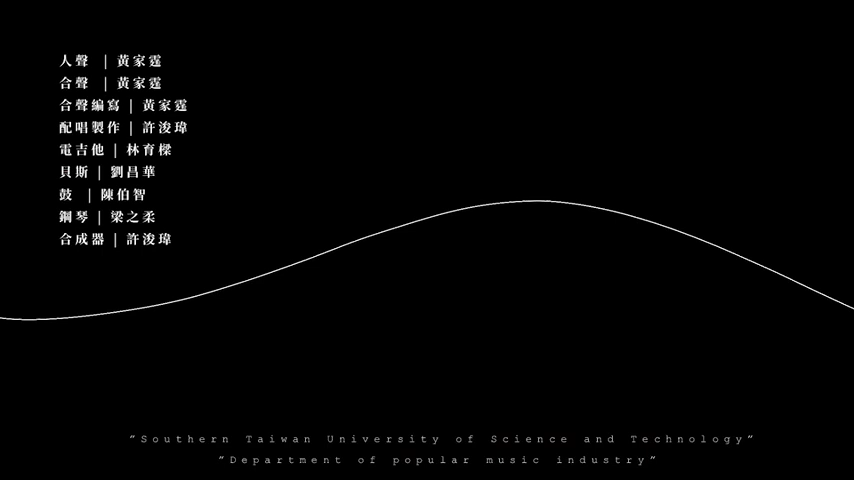 人聲 | 黃家霆
合聲 | 黃家霆
合聲編寫 | 黃家霆
配唱製作 | 許浚瑋
電吉他 | 林育樑
貝斯 | 劉昌華
鼓 | 陳伯智
鋼琴 | 梁之柔
合成器 | 許浚瑋
"Southern Taiwan University of Science and Technology"
"Department of popular music industry"